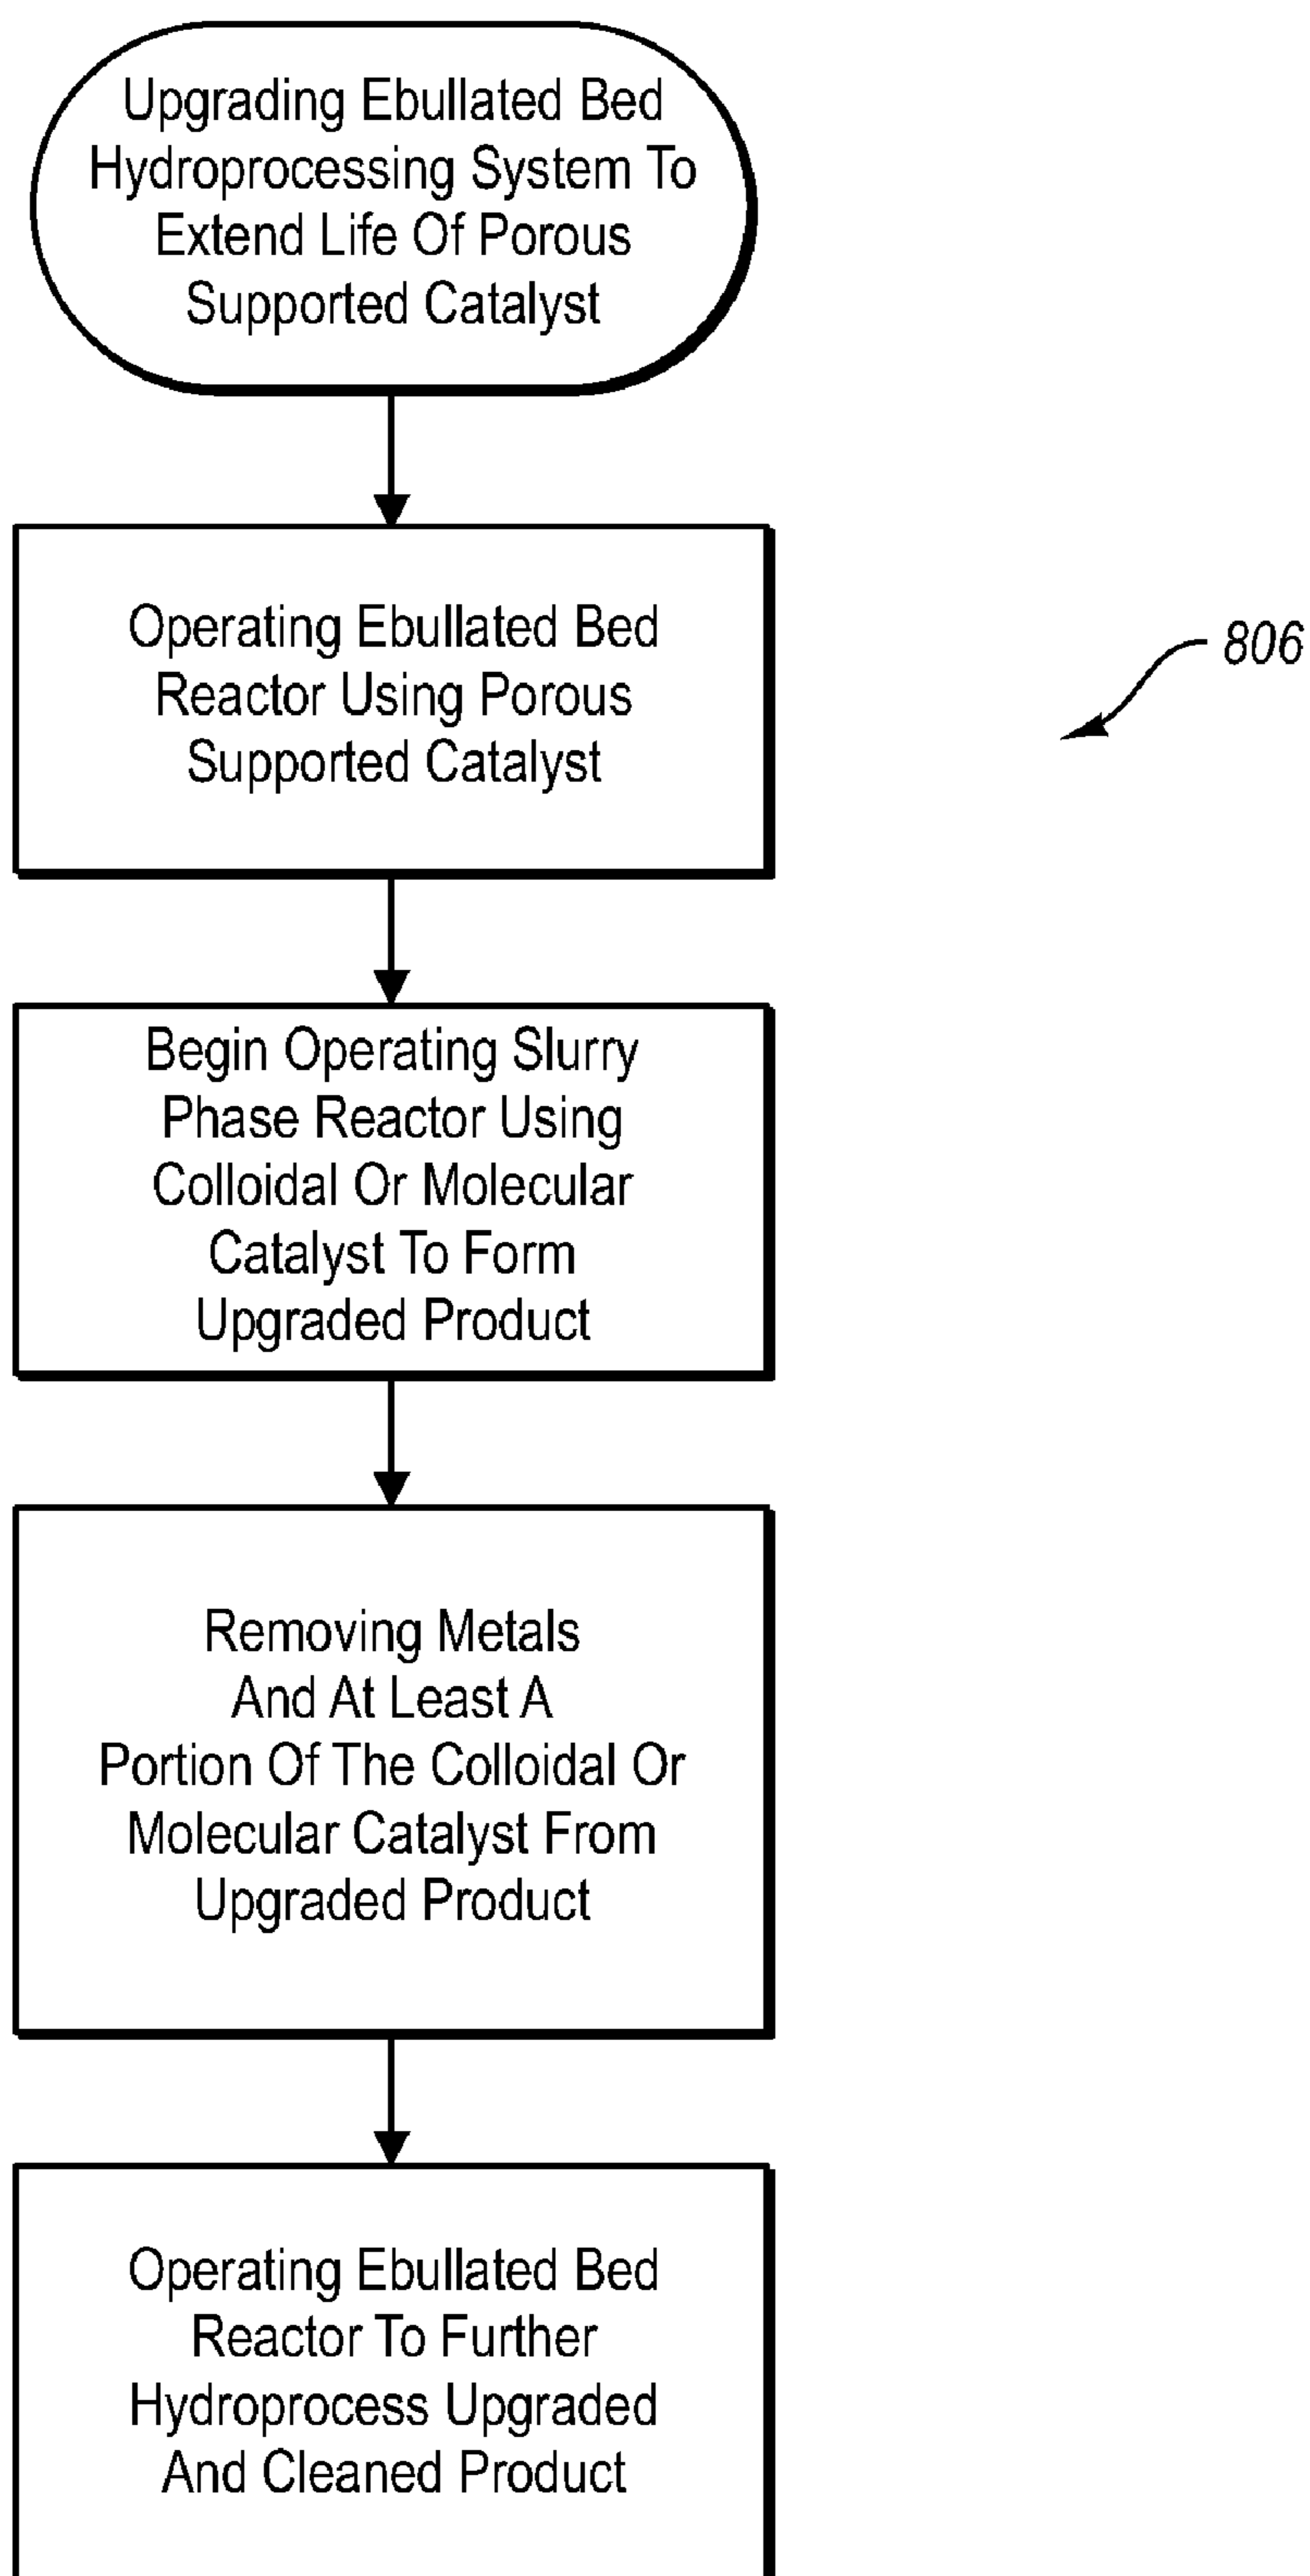 Upgrading Ebullated Bed
Hydroprocessing System To
Extend Life Of Porous
Supported Catalyst
Operating Ebullated Bed
Reactor Using Porous
Supported Catalyst
806
Begin Operating Slurry
Phase Reactor Using
Colloidal Or Molecular
Catalyst To Form
Upgraded Product
Removing Metals
And At Least A
Portion Of The Colloidal Or
Molecular Catalyst From
Upgraded Product
Operating Ebullated Bed
Reactor To Further
Hydroprocess Upgraded
And Cleaned Product